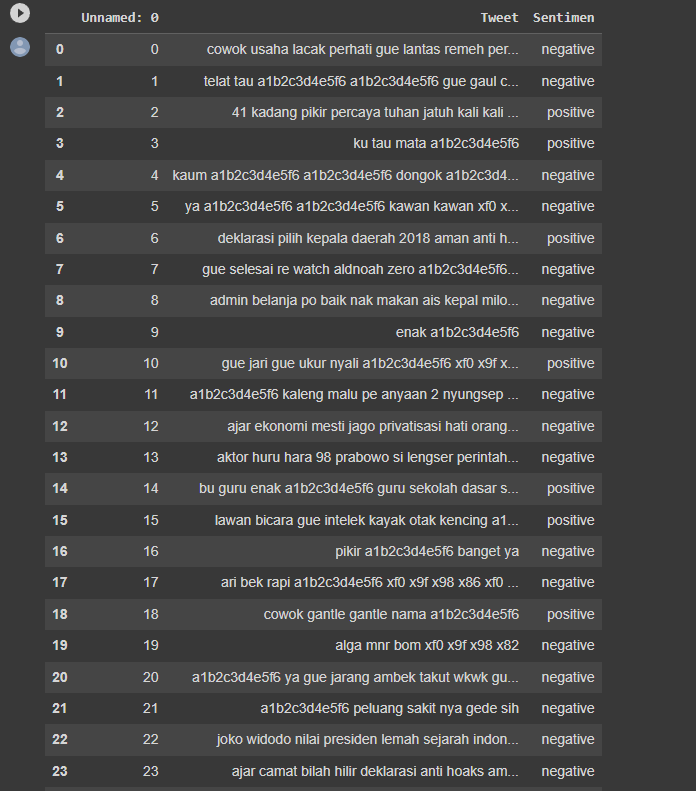 Unnamed: 0 Tweet Sentimen
0 0 cowok usaha lacak perhati gue lantas remeh per... negative
1 1 telat tau a1b2c3d4e5f6 a1b2c3d4e5f6 gue gaul c... negative
2 2 41 kadang pikir percaya tuhan jatuh kali kali ... positive
3 3 ku tau mata a1b2c3d4e5f6 positive
4 4 kaum a1b2c3d4e5f6 a1b2c3d4e5f6 dongok a1b2c3d4... negative
5 5 ya a1b2c3d4e5f6 a1b2c3d4e5f6 kawan kawan xf0 x... negative
6 6 deklarasi pilih kepala daerah 2018 aman anti h... positive
7 7 gue selesai re watch aldnoah zero a1b2c3d4e5f6... negative
8 8 admin belanja po baik nak makan ais kepal milo... negative
9 9 enak a1b2c3d4e5f6 negative
10 10 gue jari gue ukur nyali a1b2c3d4e5f6 xf0 x9f x... positive
11 11 a1b2c3d4e5f6 kaleng malu pe anyaan 2 nyungsep ... negative
12 12 ajar ekonomi mesti jago privatisasi hati orang... negative
13 13 aktor huru hara 98 prabowo si lengser perintah... negative
14 14 bu guru enak a1b2c3d4e5f6 guru sekolah dasar s... positive
15 15 lawan bicara gue intelek kayak otak kencing a1... positive
16 16 pikir a1b2c3d4e5f6 banget ya negative
17 17 ari bek rapi a1b2c3d4e5f6 xf0 x9f x98 x86 xf0 ... negative
18 18 cowok gantle gantle nama a1b2c3d4e5f6 positive
19 19 alga mnr bom xf0 x9f x98 x82 negative
20 20 a1b2c3d4e5f6 ya gue jarang ambek takut wkwk gu... negative
21 21 a1b2c3d4e5f6 peluang sakit nya gede sih negative
22 22 joko widodo nilai presiden lemah sejarah indon... negative
23 23 ajar camat bilah hilir deklarasi anti hoaks am... negative